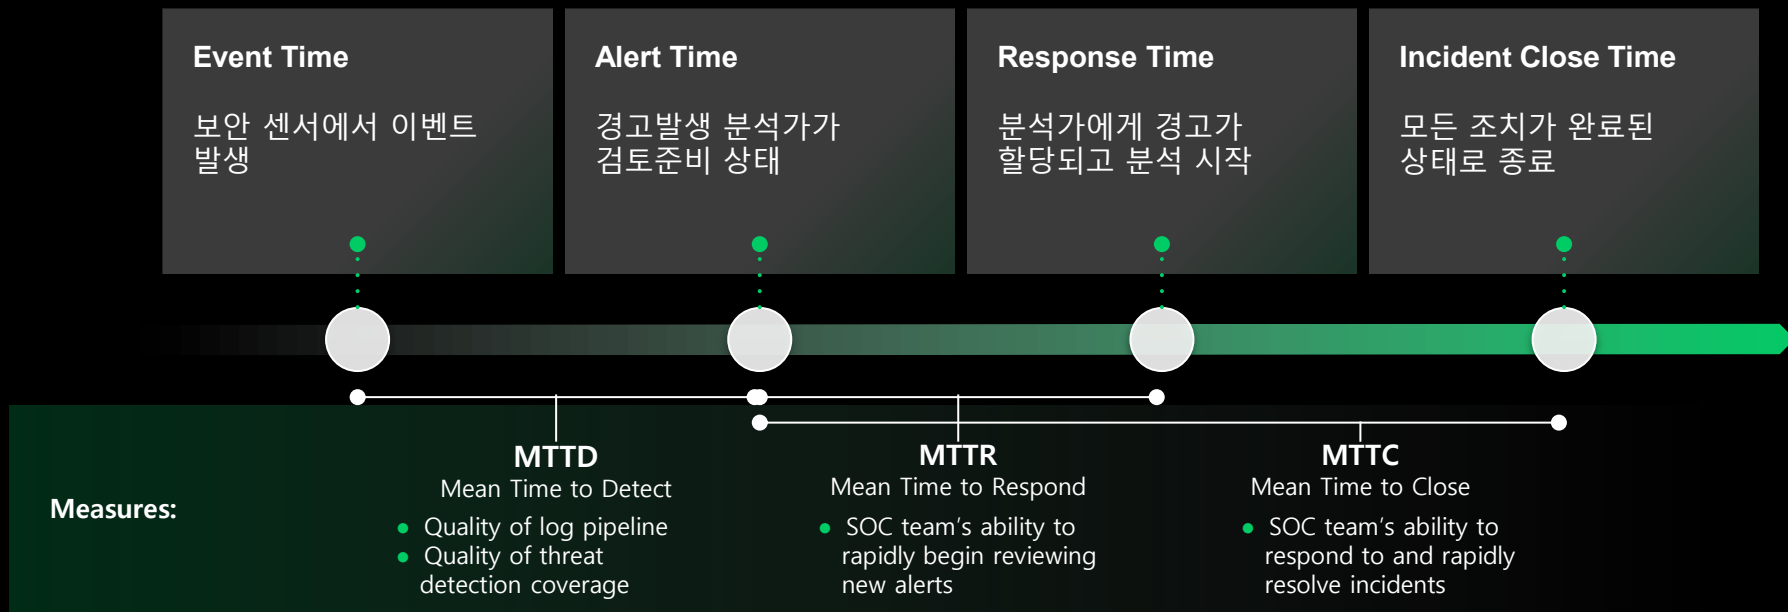 Event Time
보안 센서에서 이벤트
발생
Alert Time
경고발생 분석가가
검토준비 상태
Response Time
분석가에게 경고가
할당되고 분석 시작
Incident Close Time
모든 조치가 완료된
상태로 종료
Measures:
MTTD
Mean Time to Detect
Quality of log pipeline
Quality of threat
detection coverage
MTTR
Mean Time to Respond
SOC team's ability to
rapidly begin reviewing
new alerts
MTTC
Mean Time to Close
SOC team's ability to
respond to and rapidly
resolve incidents